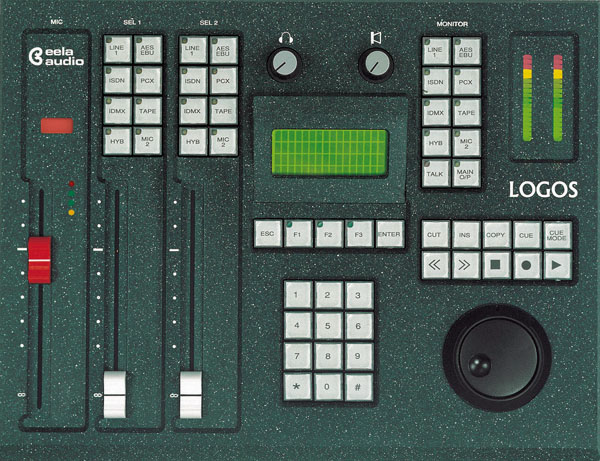 MIC
SEL 1
SEL 2
MONITOR
eela
audio
LINE
1
AES
EBU
ISDN
PCX
IDMX
TAPE
HYB
MIC
2
LINE
1
AES
EBU
ISDN
PCX
IDMX
TAPE
HYB
MIC
2
LINE
1
AES
EBU
ISDN
PCX
IDMX
TAPE
HYB
MIC
2
TALK
MAIN
O/P
LOGOS
ESC
F1
F2
F3
ENTER
CUT
INS
COPY
CUE
CUE
MODE
1
2
3
4
5
6
7
8
9
*
0
#
∞
∞
∞